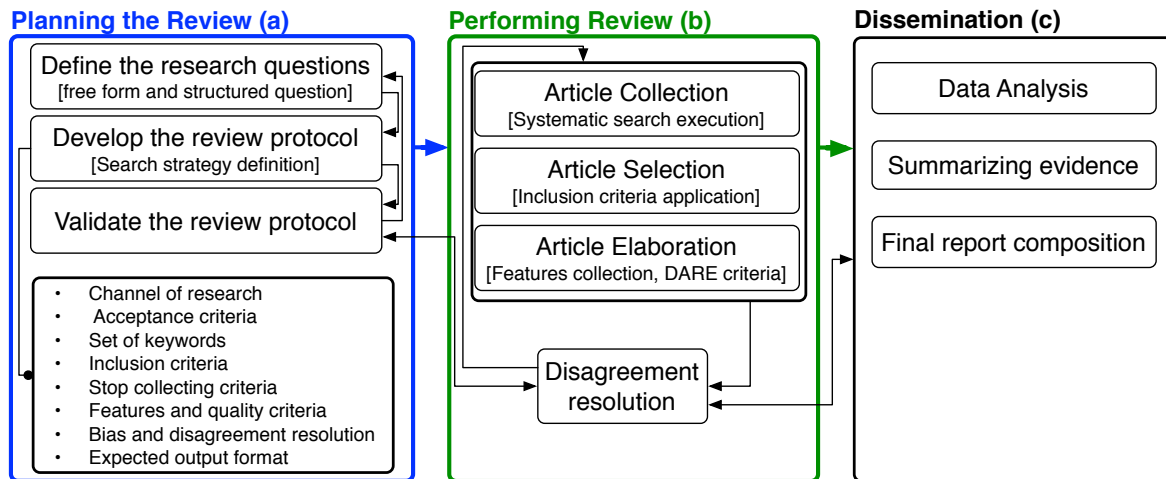 Planning the Review (a)
Define the research questions
[free form and structured question]
Develop the review protocol
[Search strategy definition]
Validate the review protocol
• Channel of research
• Acceptance criteria
• Set of keywords
• Inclusion criteria
• Stop collecting criteria
• Features and quality criteria
• Bias and disagreement resolution
• Expected output format
Performing Review (b)
Article Collection
[Systematic search execution]
Article Selection
[Inclusion criteria application]
Article Elaboration
[Features collection, DARE criteria]
Disagreement
resolution
Dissemination (c)
Data Analysis
Summarizing evidence
Final report composition